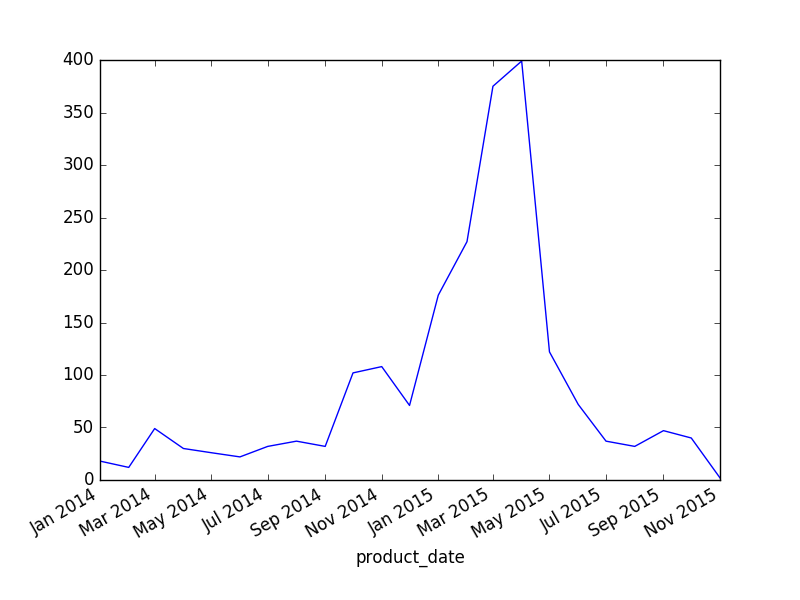 400
350
300
250
200
150
100
50
0
Jan 2014
Mar 2014
May 2014
Jul 2014
Sep 2014
Nov 2014
Jan 2015
Mar 2015
May 2015
Jul 2015
Sep 2015
Nov 2015
product_date